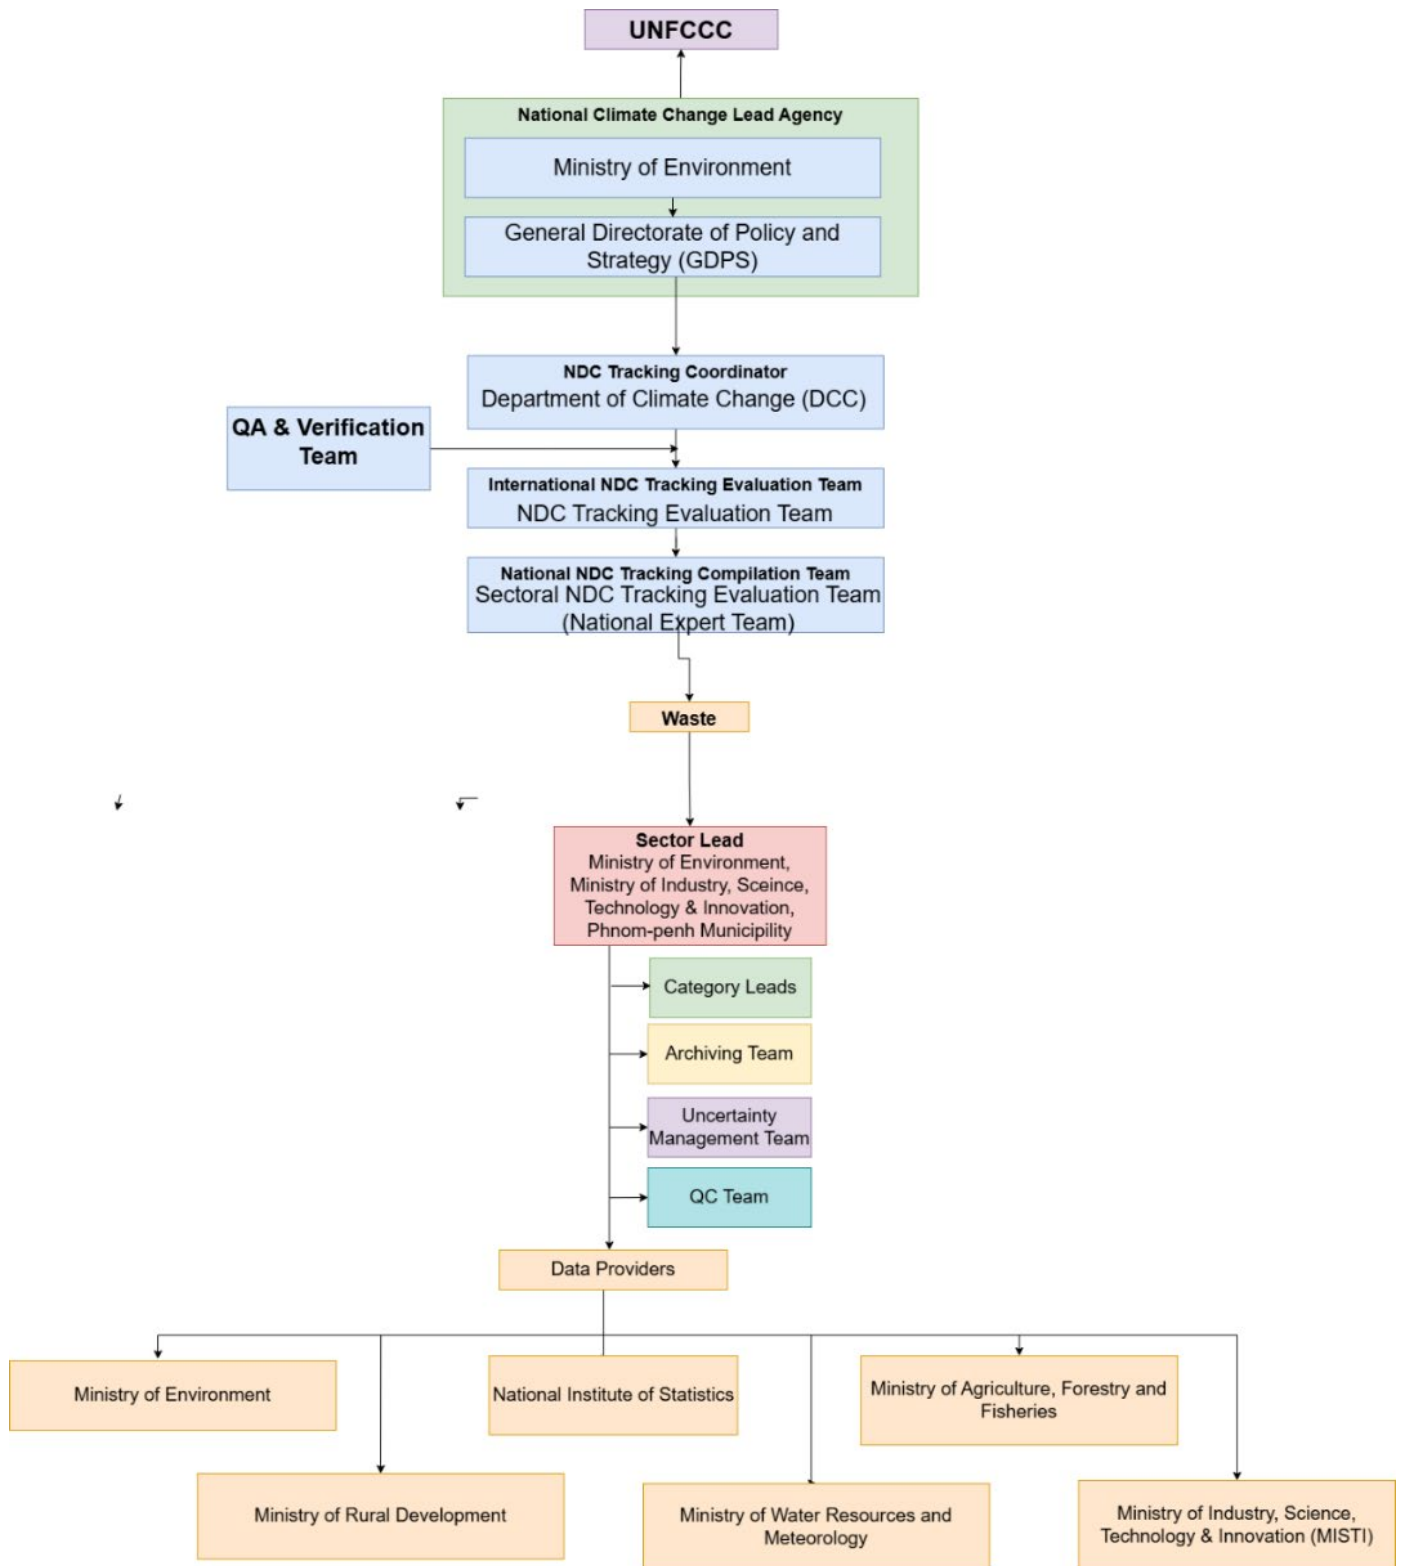 UNFCCC
National Climate Change Lead Agency
Ministry of Environment
General Directorate of Policy and
Strategy (GDPS)
NDC Tracking Coordinator
Department of Climate Change (DCC)
QA & Verification
Team
International NDC Tracking Evaluation Team
NDC Tracking Evaluation Team
National NDC Tracking Compilation Team
Sectoral NDC Tracking Evaluation Team
(National Expert Team)
Waste
Sector Lead
Ministry of Environment,
Ministry of Industry, Sceince,
Technology & Innovation,
Phnom-penh Municipility
Category Leads
Archiving Team
Uncertainty
Management Team
QC Team
Data Providers
Ministry of Environment
National Institute of Statistics
Ministry of Agriculture, Forestry and
Fisheries
Ministry of Rural Development
Ministry of Water Resources and
Meteorology
Ministry of Industry, Science,
Technology & Innovation (MISTI)